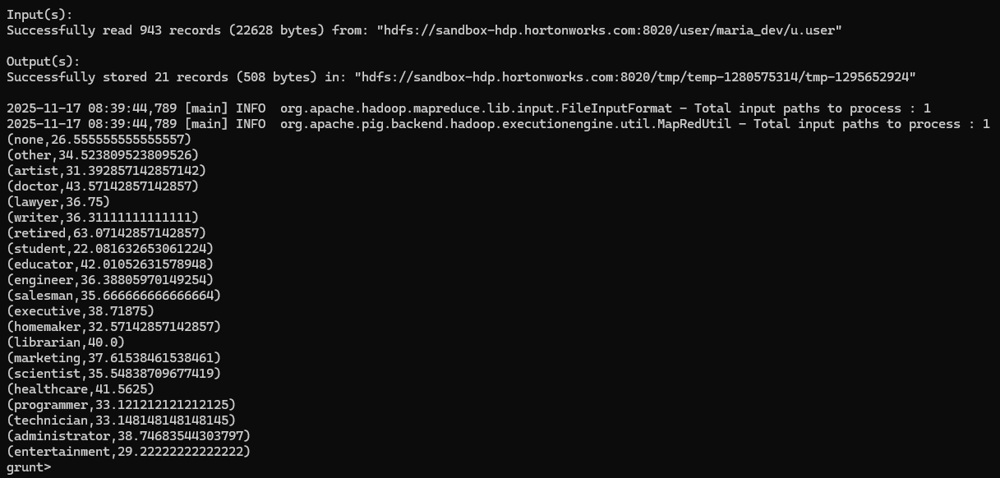 Input(s):
Successfully read 943 records (22628 bytes) from: "hdfs://sandbox-hdp.hortonworks.com:8020/user/maria_dev/u.user"
Output(s):
Successfully stored 21 records (508 bytes) in: "hdfs://sandbox-hdp.hortonworks.com:8020/tmp/temp-1280575314/tmp-1295652924"
2025-11-17 08:39:44,789 [main] INFO  org.apache.hadoop.mapreduce.lib.input.FileInputFormat - Total input paths to process : 1
2025-11-17 08:39:44,789 [main] INFO  org.apache.pig.backend.hadoop.executionengine.util.MapRedUtil - Total input paths to process : 1
(none,26.555555555555557)
(other,34.523809523809526)
(artist,31.392857142857142)
(doctor,43.57142857142857)
(lawyer,36.75)
(writer,36.31111111111111)
(retired,63.07142857142857)
(student,22.081632653061224)
(educator,42.01052631578948)
(engineer,36.38805970149254)
(salesman,35.666666666666664)
(executive,38.71875)
(homemaker,32.57142857142857)
(librarian,40.0)
(marketing,37.61538461538461)
(scientist,35.54838709677419)
(healthcare,41.5625)
(programmer,33.121212121212125)
(technician,33.148148148148145)
(administrator,38.74683544303797)
(entertainment,29.22222222222222)
grunt>